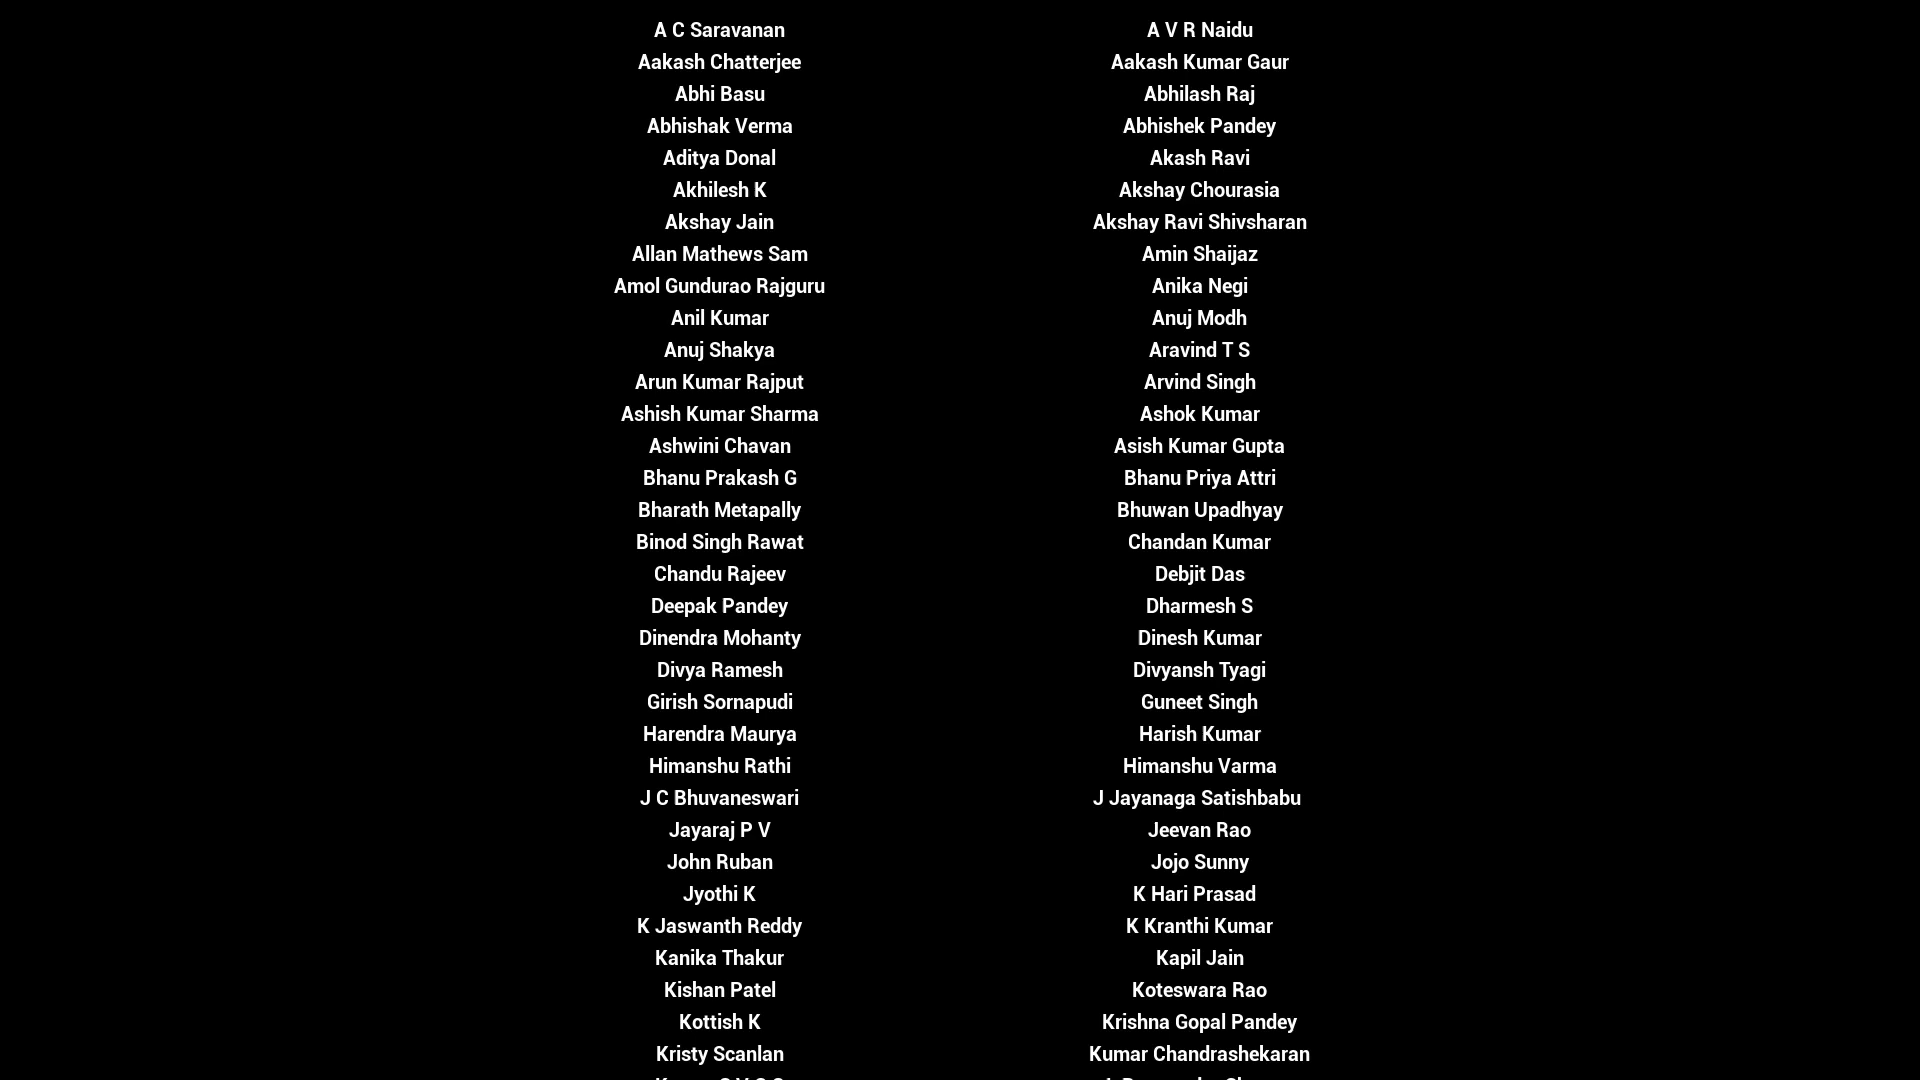 A C Saravanan A V R Naidu
Aakash Chatterjee Aakash Kumar Gaur
Abhi Basu Abhilash Raj
Abhishak Verma Abhishek Pandey
Aditya Donal Akash Ravi
Akhilesh K Akshay Chourasia
Akshay Jain Akshay Ravi Shivsharan
Allan Mathews Sam Amin Shaijaz
Amol Gundurao Rajguru Anika Negi
Anil Kumar Anuj Modh
Anuj Shakya Aravind T S
Arun Kumar Rajput Arvind Singh
Ashish Kumar Sharma Ashok Kumar
Ashwini Chavan Asish Kumar Gupta
Bhanu Prakash G Bhanu Priya Attri
Bharath Metapally Bhuwan Upadhyay
Binod Singh Rawat Chandan Kumar
Chandu Rajeev Debjit Das
Deepak Pandey Dharmesh S
Dinendra Mohanty Dinesh Kumar
Divya Ramesh Divyansh Tyagi
Girish Sornapudi Guneet Singh
Harendra Maurya Harish Kumar
Himanshu Rathi Himanshu Varma
J C Bhuvaneswari J Jayanaga Satishbabu
Jayaraj P V Jeevan Rao
John Ruban Jojo Sunny
Jyothi K K Hari Prasad
K Jaswanth Reddy K Kranthi Kumar
Kanika Thakur Kapil Jain
Kishan Patel Koteswara Rao
Kottish K Krishna Gopal Pandey
Kristy Scanlan Kumar Chandrashekaran